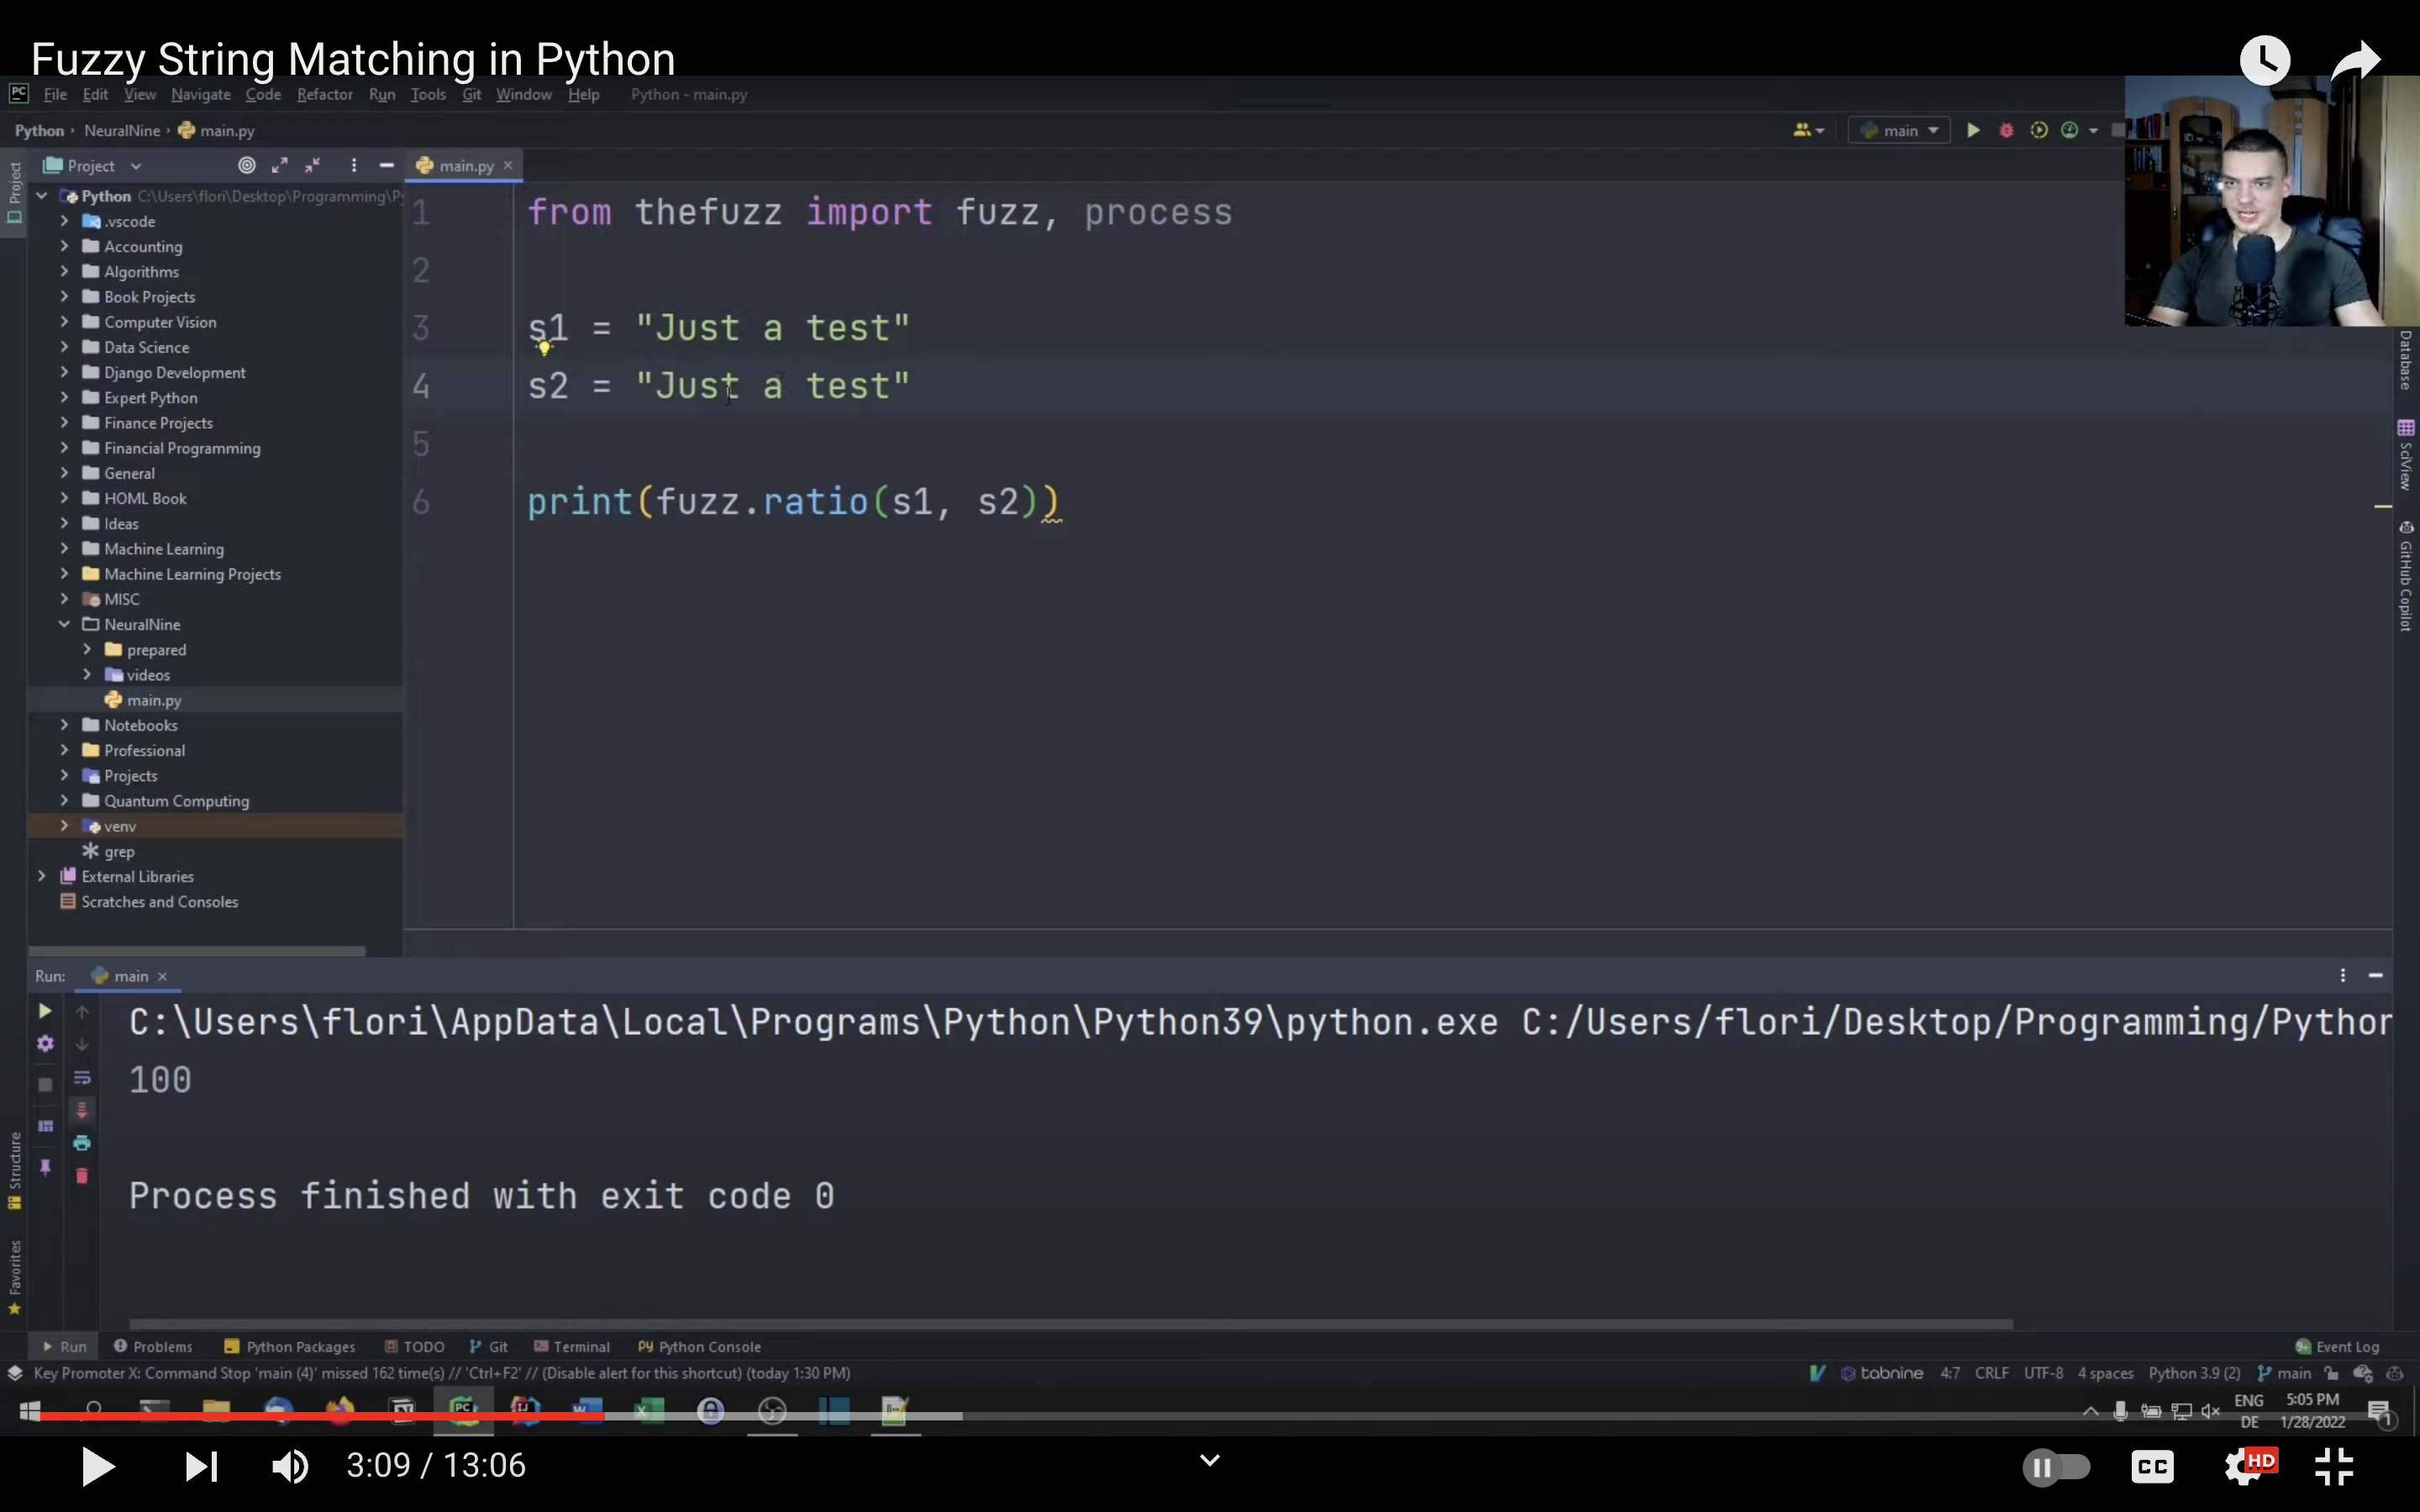 Fuzzy String Matching in Python
PC File Edit View Navigate Code Refactor Run Tools Git Window Help Python - main.py
Python › NeuralNine › main.py
main
Project
Project
main.py
Python C:\Users\flori\Desktop\Programming\Py
.vscode
Accounting
Algorithms
Book Projects
Computer Vision
Data Science
Django Development
Expert Python
Finance Projects
Financial Programming
General
HOML Book
Ideas
Machine Learning
Machine Learning Projects
MISC
NeuralNine
prepared
videos
main.py
Notebooks
Professional
Projects
Quantum Computing
venv
grep
External Libraries
Scratches and Consoles
1 from thefuzz import fuzz, process
2
3 s1 = "Just a test"
4 s2 = "Just a test"
5
6 print(fuzz.ratio(s1, s2))
Database
SciView
GitHub Copilot
Run: main
C:\Users\flori\AppData\Local\Programs\Python\Python39\python.exe C:/Users/flori/Desktop/Programming/Python
100
Process finished with exit code 0
Structure
Favorites
Run Problems Python Packages TODO Git Terminal Python Console Event Log
Key Promoter X: Command Stop 'main (4)' missed 162 time(s) // 'Ctrl+F2' // (Disable alert for this shortcut) (today 1:30 PM)
tabnine 4:7 CRLF UTF-8 4 spaces Python 3.9 (2) main
ENG 5:05 PM
DE 1/28/2022
1
3:09 / 13:06
CC HD